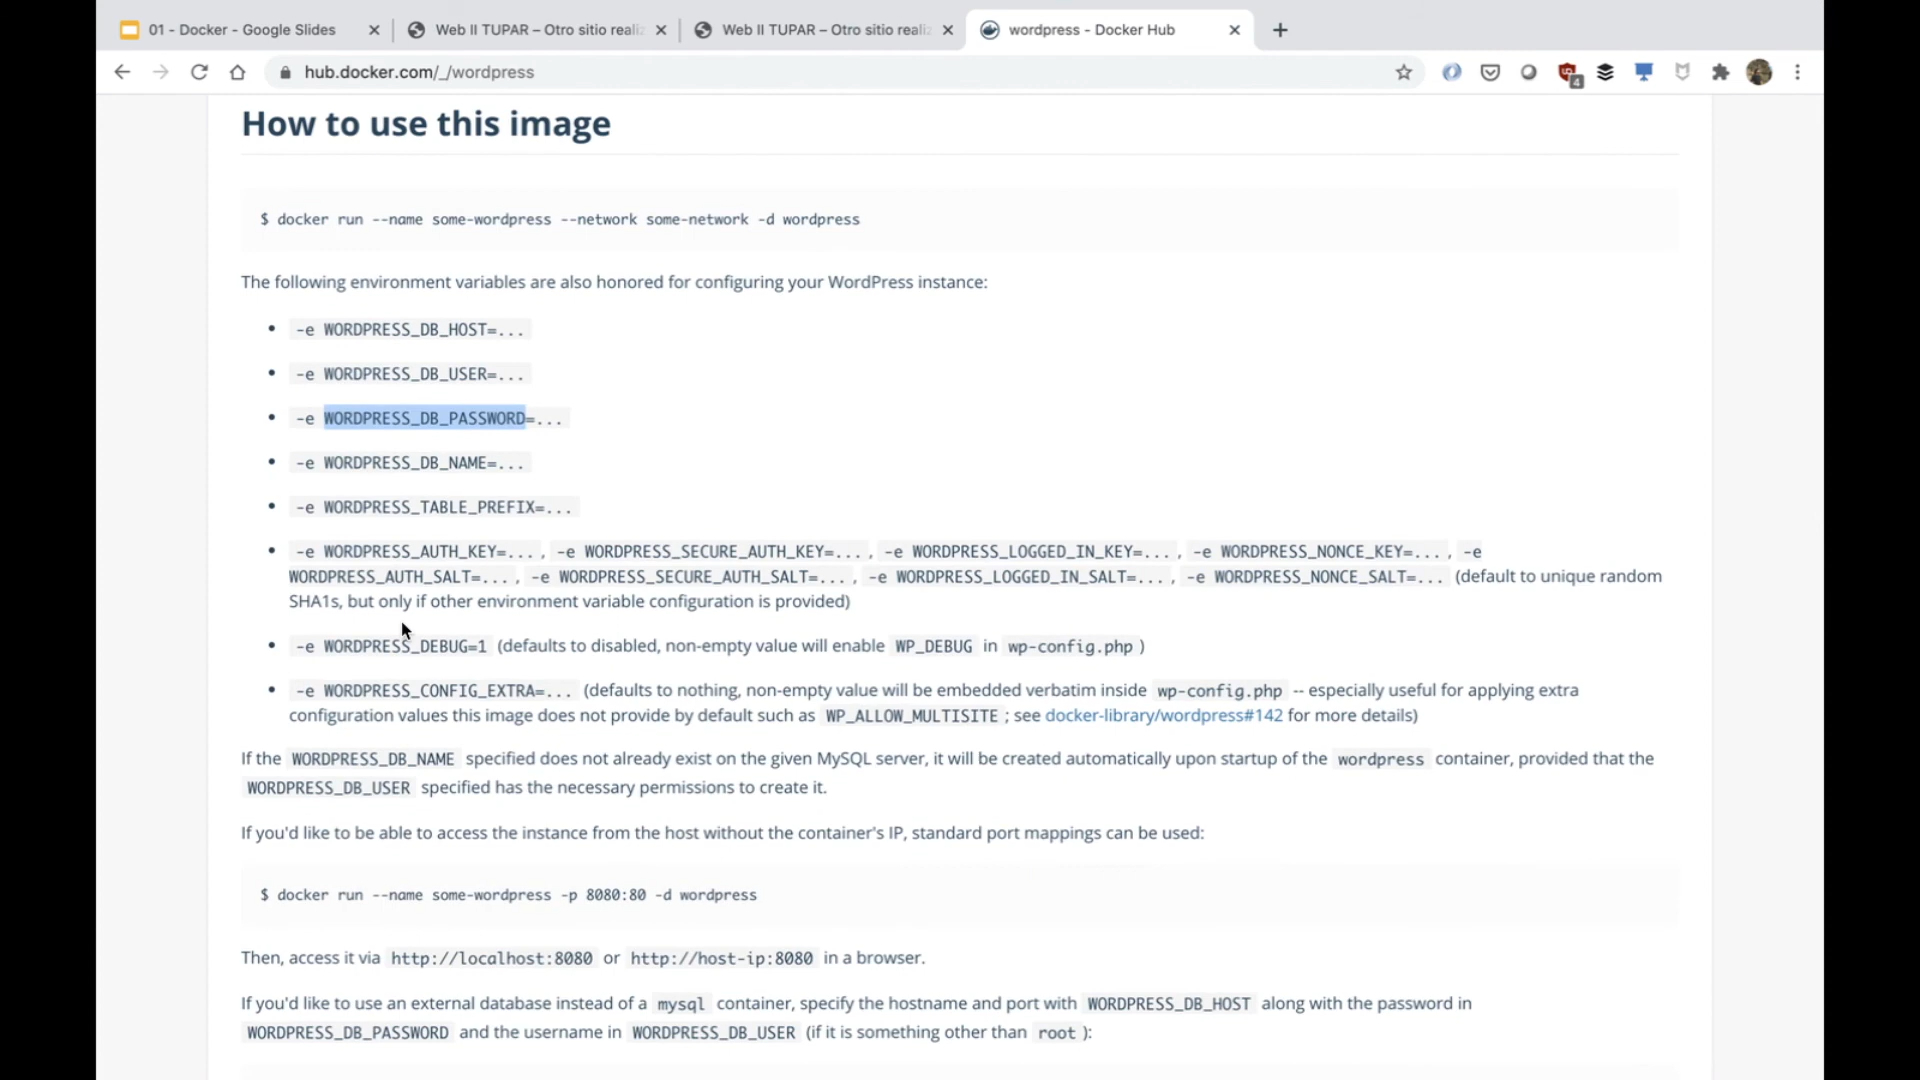 01 - Docker - Google Slides
Web II TUPAR – Otro sitio realiz
Web II TUPAR – Otro sitio realiz
wordpress - Docker Hub
hub.docker.com/_/wordpress
4
How to use this image
$ docker run --name some-wordpress --network some-network -d wordpress
The following environment variables are also honored for configuring your WordPress instance:
• -e WORDPRESS_DB_HOST=...
• -e WORDPRESS_DB_USER=...
• -e WORDPRESS_DB_PASSWORD=...
• -e WORDPRESS_DB_NAME=...
• -e WORDPRESS_TABLE_PREFIX=...
• -e WORDPRESS_AUTH_KEY=... , -e WORDPRESS_SECURE_AUTH_KEY=... , -e WORDPRESS_LOGGED_IN_KEY=... , -e WORDPRESS_NONCE_KEY=... , -e
WORDPRESS_AUTH_SALT=... , -e WORDPRESS_SECURE_AUTH_SALT=... , -e WORDPRESS_LOGGED_IN_SALT=... , -e WORDPRESS_NONCE_SALT=... (default to unique random
SHA1s, but only if other environment variable configuration is provided)
• -e WORDPRESS_DEBUG=1 (defaults to disabled, non-empty value will enable WP_DEBUG in wp-config.php )
• -e WORDPRESS_CONFIG_EXTRA=... (defaults to nothing, non-empty value will be embedded verbatim inside wp-config.php -- especially useful for applying extra
configuration values this image does not provide by default such as WP_ALLOW_MULTISITE ; see docker-library/wordpress#142 for more details)
If the WORDPRESS_DB_NAME specified does not already exist on the given MySQL server, it will be created automatically upon startup of the wordpress container, provided that the
WORDPRESS_DB_USER specified has the necessary permissions to create it.
If you'd like to be able to access the instance from the host without the container's IP, standard port mappings can be used:
$ docker run --name some-wordpress -p 8080:80 -d wordpress
Then, access it via http://localhost:8080 or http://host-ip:8080 in a browser.
If you'd like to use an external database instead of a mysql container, specify the hostname and port with WORDPRESS_DB_HOST along with the password in
WORDPRESS_DB_PASSWORD and the username in WORDPRESS_DB_USER (if it is something other than root ):